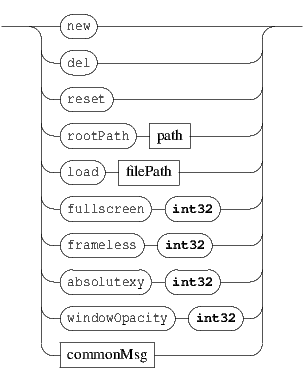 new
del
reset
rootPath path
load filePath
fullscreen int32
frameless int32
absolutexy int32
windowOpacity int32
commonMsg